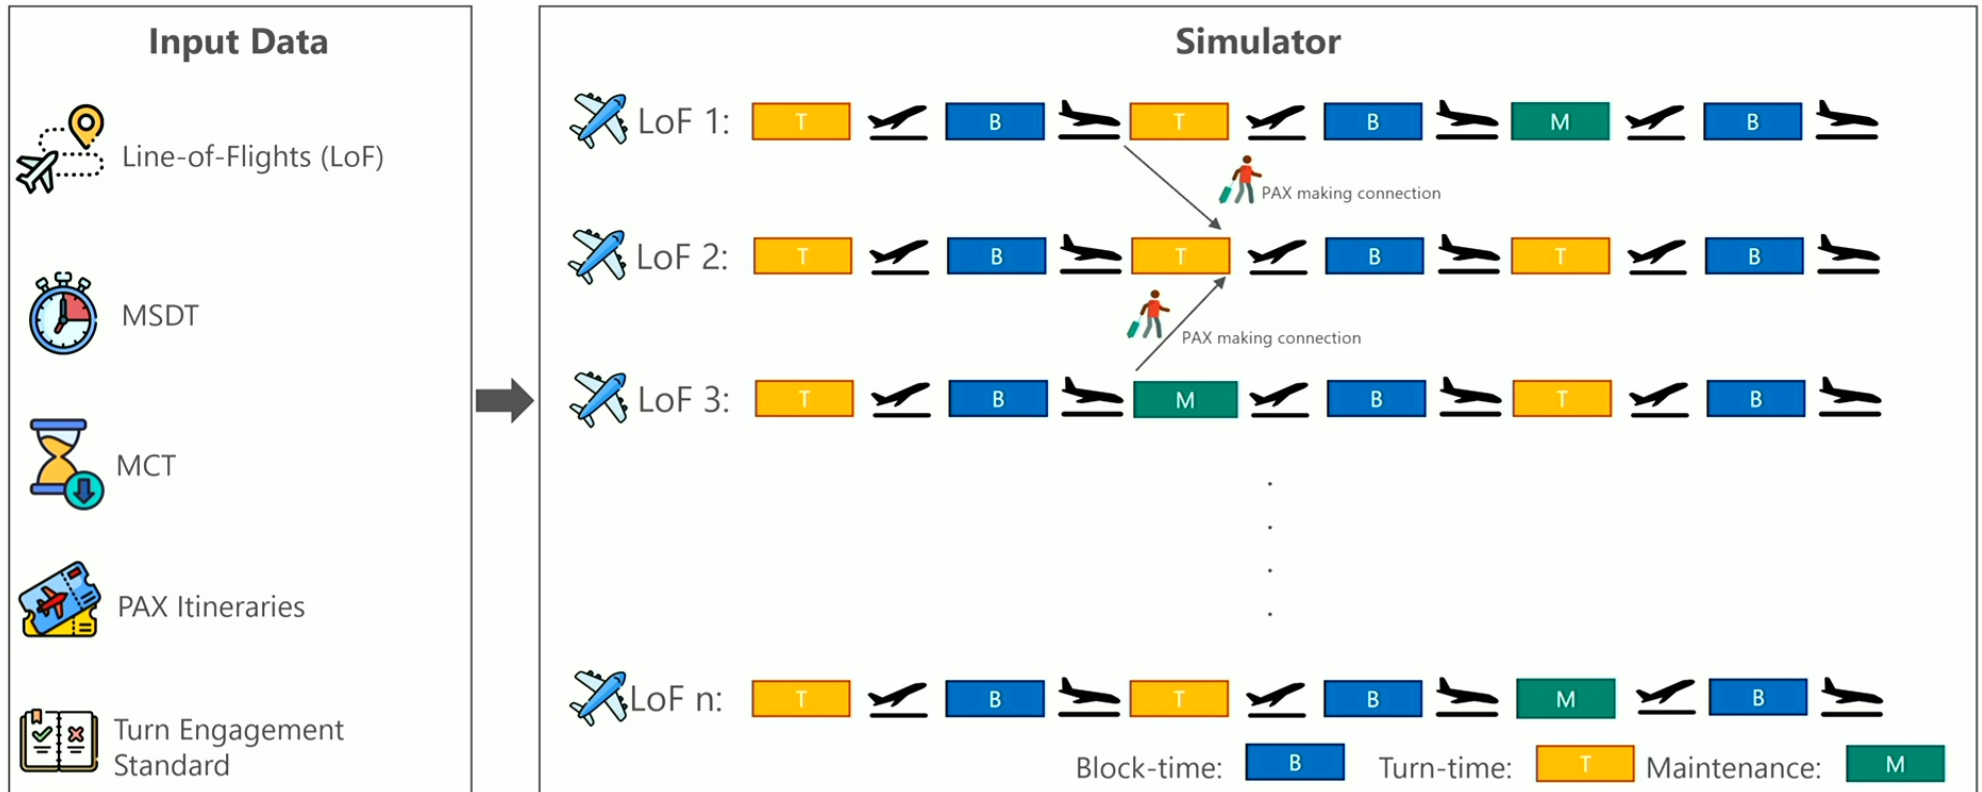 Input Data
Line-of-Flights (LoF)
MSDT
MCT
PAX Itineraries
Turn Engagement
Standard
Simulator
LoF 1: T B T B M B
PAX making connection
LoF 2: T B T B T B
PAX making connection
LoF 3: T B M B T B
LoF n: T B T B M B
Block-time: B Turn-time: T Maintenance: M